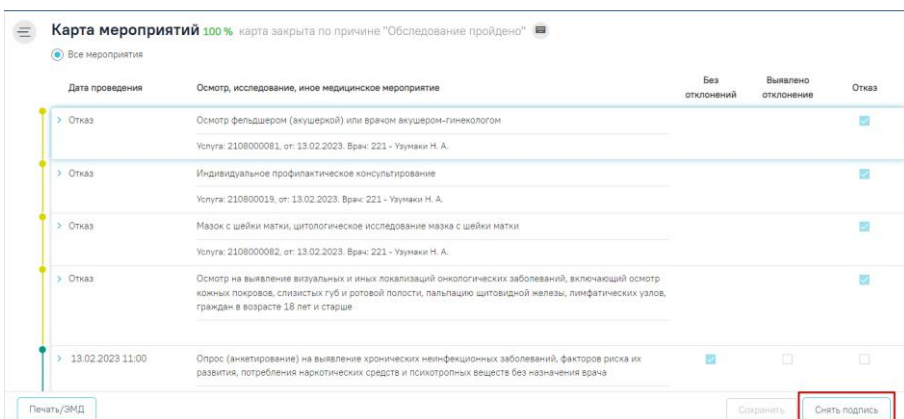 Карта мероприятий 100 % карта закрыта по причине "Обследование пройдено"
Все мероприятия
Дата проведения Осмотр, исследование, иное медицинское мероприятие Без отклонений Выявлено отклонение Отказ
Отказ Осмотр фельдшером (акушеркой) или врачом акушером-гинекологом
Услуга: 2108000081, от: 13.02.2023. Врач: 221 - Узумаки Н. А.
Отказ Индивидуальное профилактическое консультирование
Услуга: 210800019, от: 13.02.2023. Врач: 221 - Узумаки Н. А.
Отказ Мазок с шейки матки, цитологическое исследование мазка с шейки матки
Услуга: 2108000082, от: 13.02.2023. Врач: 221 - Узумаки Н. А.
Отказ Осмотр на выявление визуальных и иных локализаций онкологических заболеваний, включающий осмотр
кожных покровов, слизистых губ и ротовой полости, пальпацию щитовидной железы, лимфатических узлов,
граждан в возрасте 18 лет и старше
13.02.2023 11:00 Опрос (анкетирование) на выявление хронических неинфекционных заболеваний, факторов риска их
развития, потребления наркотических средств и психотропных веществ без назначения врача
Печать/ЭМД Сохранить Снять подпись